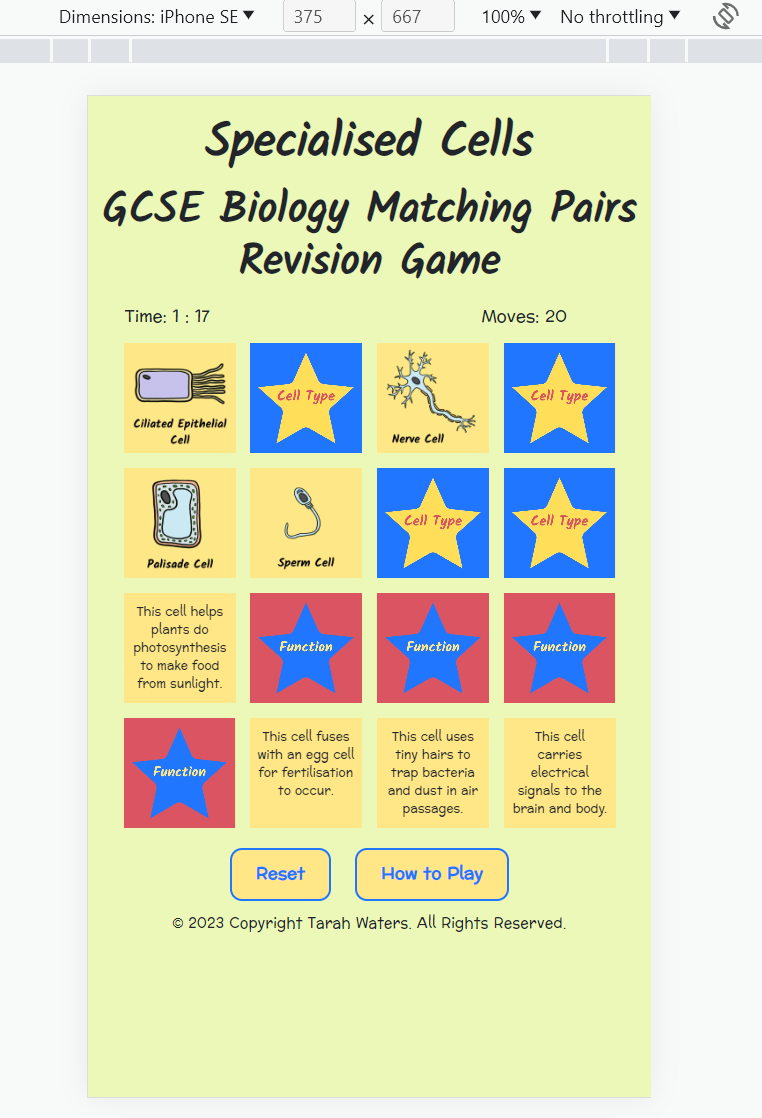 Dimensions: iPhone SE ▼ 375 × 667 100% ▼ No throttling ▼
Specialised Cells
GCSE Biology Matching Pairs
Revision Game
Time: 1 : 17 Moves: 20
Ciliated Epithelial
Cell
Cell Type
Nerve Cell
Cell Type
Palisade Cell
Sperm Cell
Cell Type
Cell Type
This cell helps
plants do
photosynthesis
to make food
from sunlight.
Function
Function
Function
Function
This cell fuses
with an egg cell
for fertilisation
to occur.
This cell uses
tiny hairs to
trap bacteria
and dust in air
passages.
This cell
carries
electrical
signals to the
brain and body.
Reset
How to Play
© 2023 Copyright Tarah Waters. All Rights Reserved.